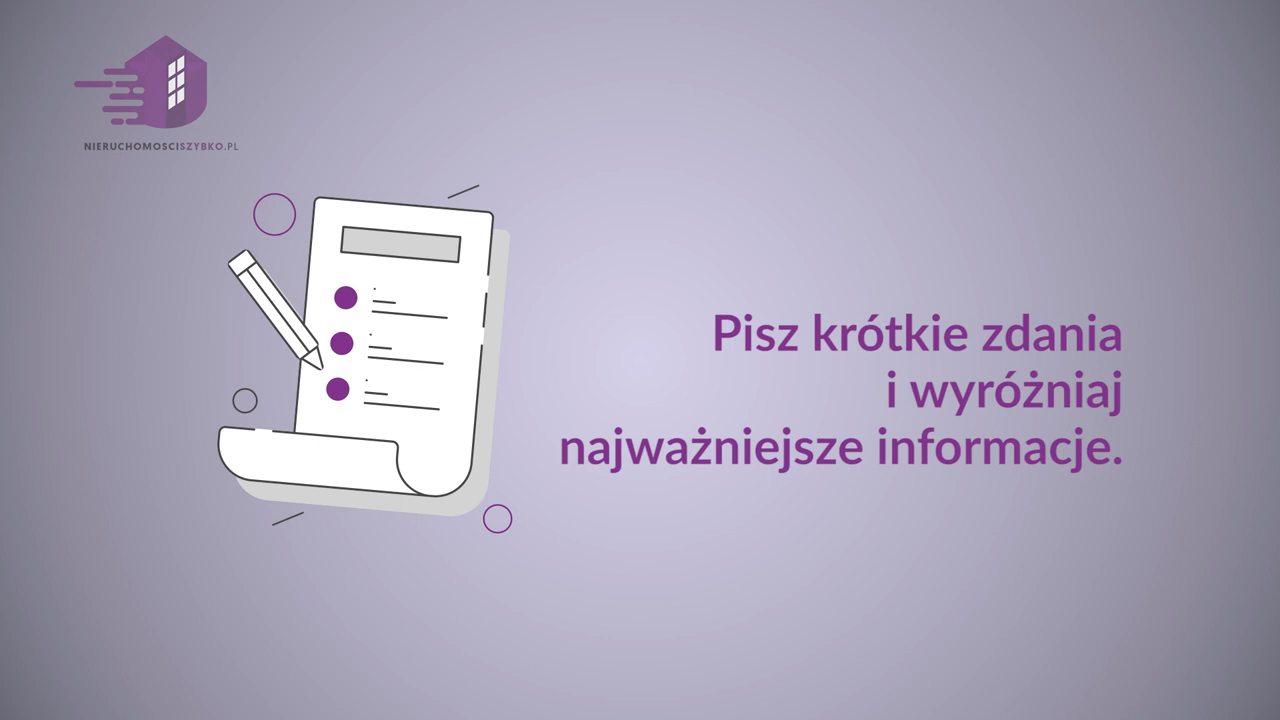 NIERUCHOMOSCISZYBKO.PL
Pisz krótkie zdania
i wyróżniaj
najważniejsze informacje.